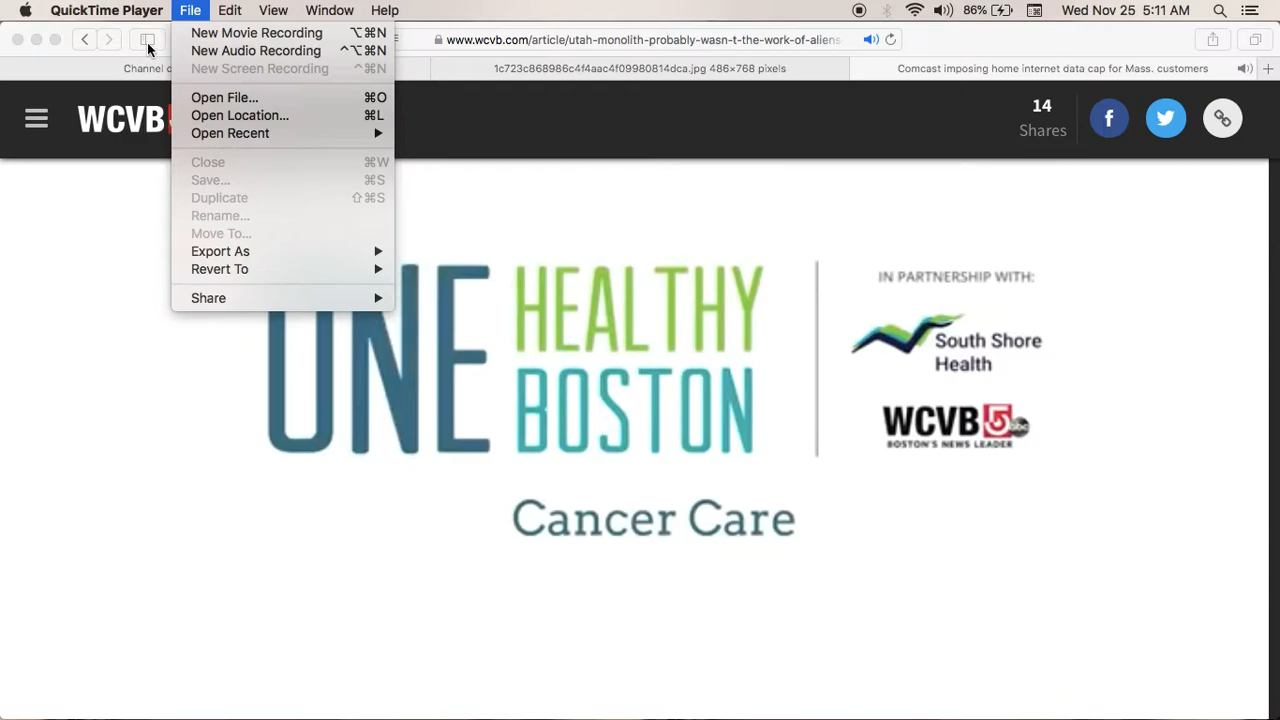 QuickTime Player File Edit View Window Help 86% Wed Nov 25 5:11 AM
New Movie Recording ⌥⌘N
New Audio Recording ^⌥⌘N
New Screen Recording ^⌘N
Open File... ⌘O
Open Location... ⌘L
Open Recent
Close ⌘W
Save... ⌘S
Duplicate ⇧⌘S
Rename...
Move To...
Export As
Revert To
Share
www.wcvb.com/article/utah-monolith-probably-wasn-t-the-work-of-aliens-
Channel
1c723c868986c4f4aac4f09980814dca.jpg 486×768 pixels
Comcast imposing home internet data cap for Mass. customers
WCVB
14
Shares
ONE HEALTHY BOSTON
IN PARTNERSHIP WITH:
South Shore
Health
WCVB 5 abc
BOSTON'S NEWS LEADER
Cancer Care